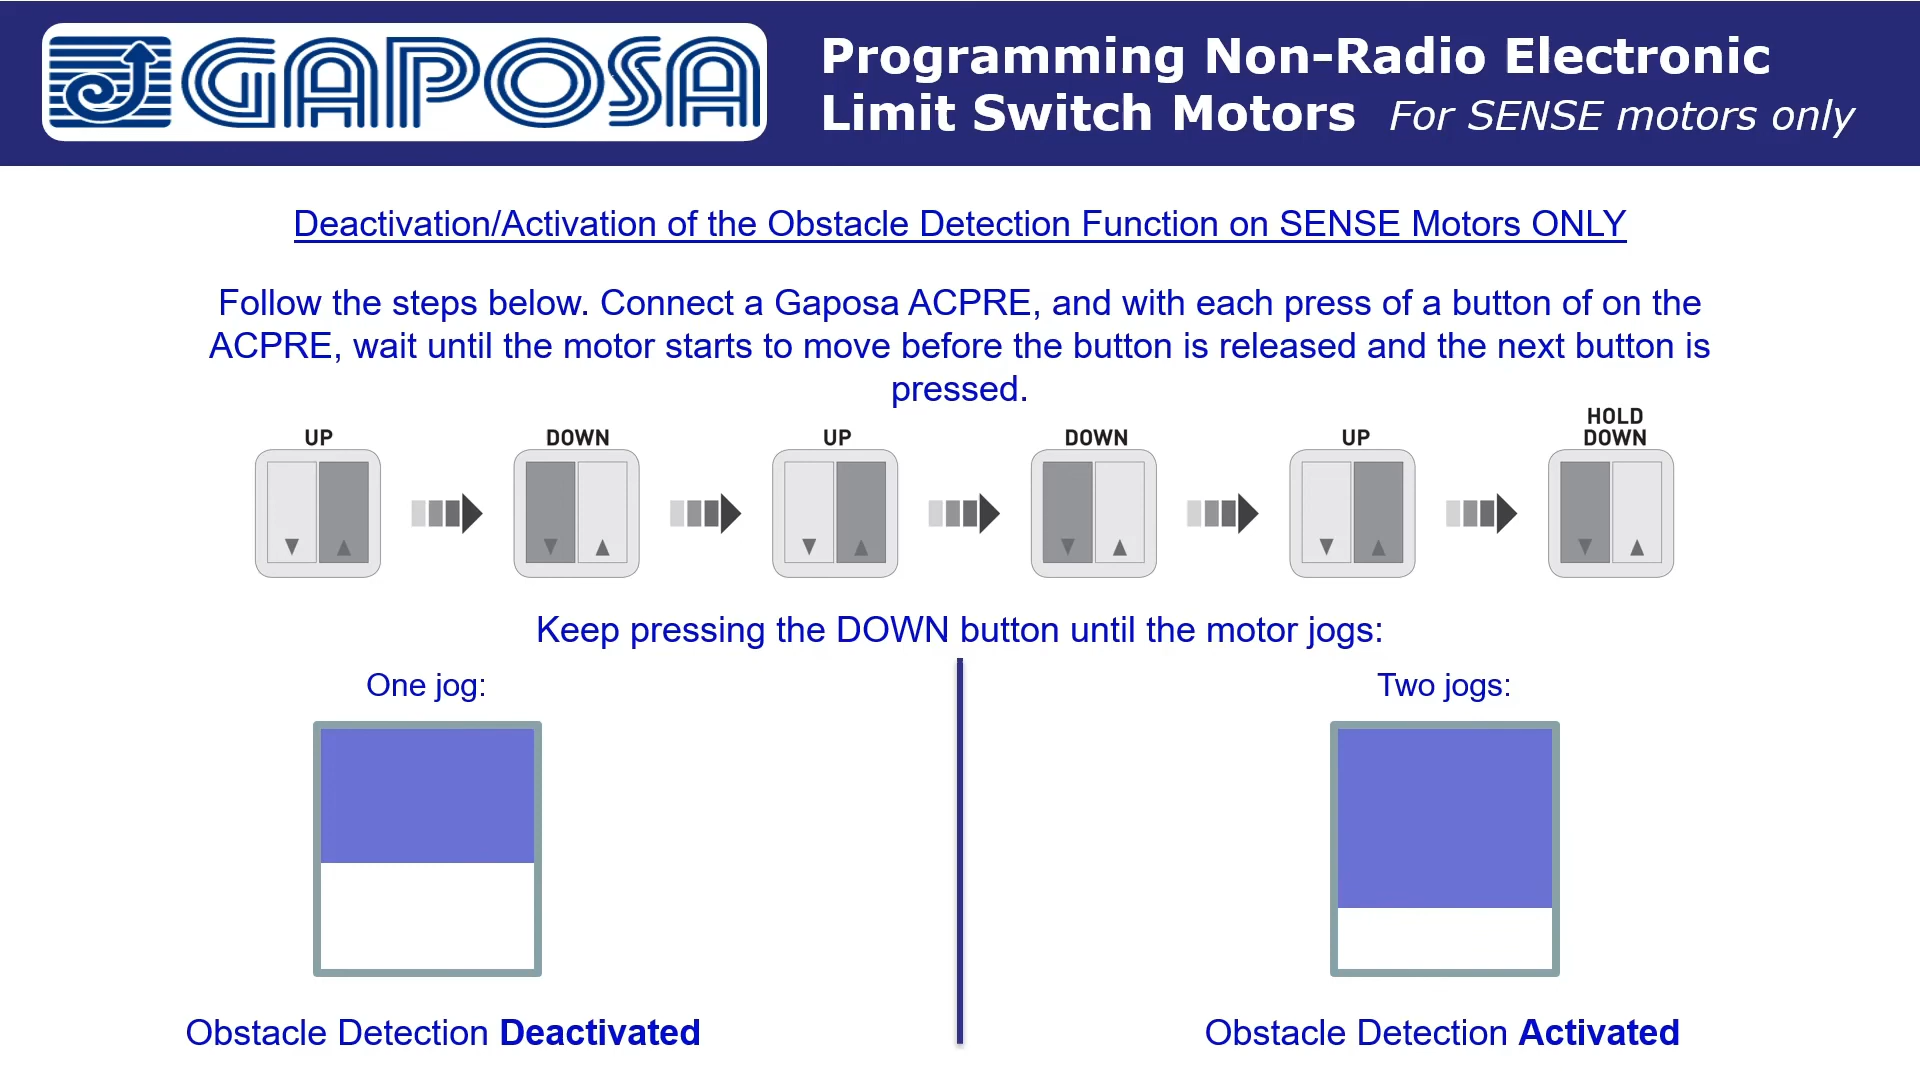 GAPOSA
Programming Non-Radio Electronic
Limit Switch Motors For SENSE motors only
Deactivation/Activation of the Obstacle Detection Function on SENSE Motors ONLY
Follow the steps below. Connect a Gaposa ACPRE, and with each press of a button of on the
ACPRE, wait until the motor starts to move before the button is released and the next button is
pressed.
UP DOWN UP DOWN UP HOLD DOWN
Keep pressing the DOWN button until the motor jogs:
One jog: Two jogs:
Obstacle Detection Deactivated Obstacle Detection Activated